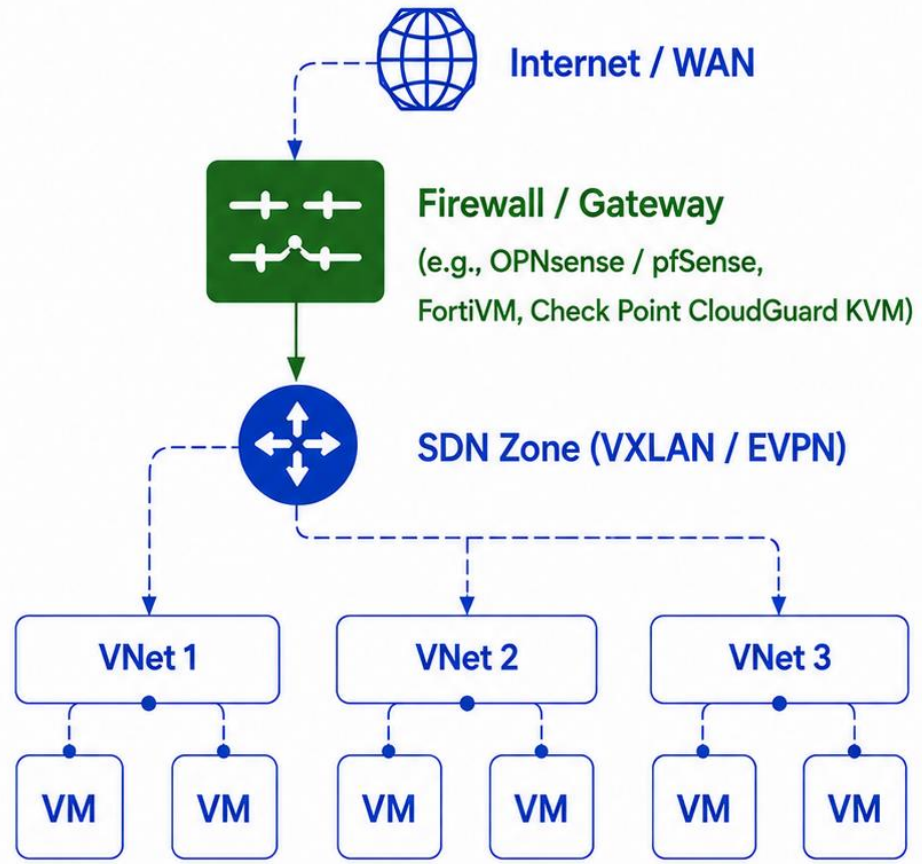 Internet / WAN
Firewall / Gateway
(e.g., OPNsense / pfSense,
FortiVM, Check Point CloudGuard KVM)
SDN Zone (VXLAN / EVPN)
VNet 1
VNet 2
VNet 3
VM
VM
VM
VM
VM
VM